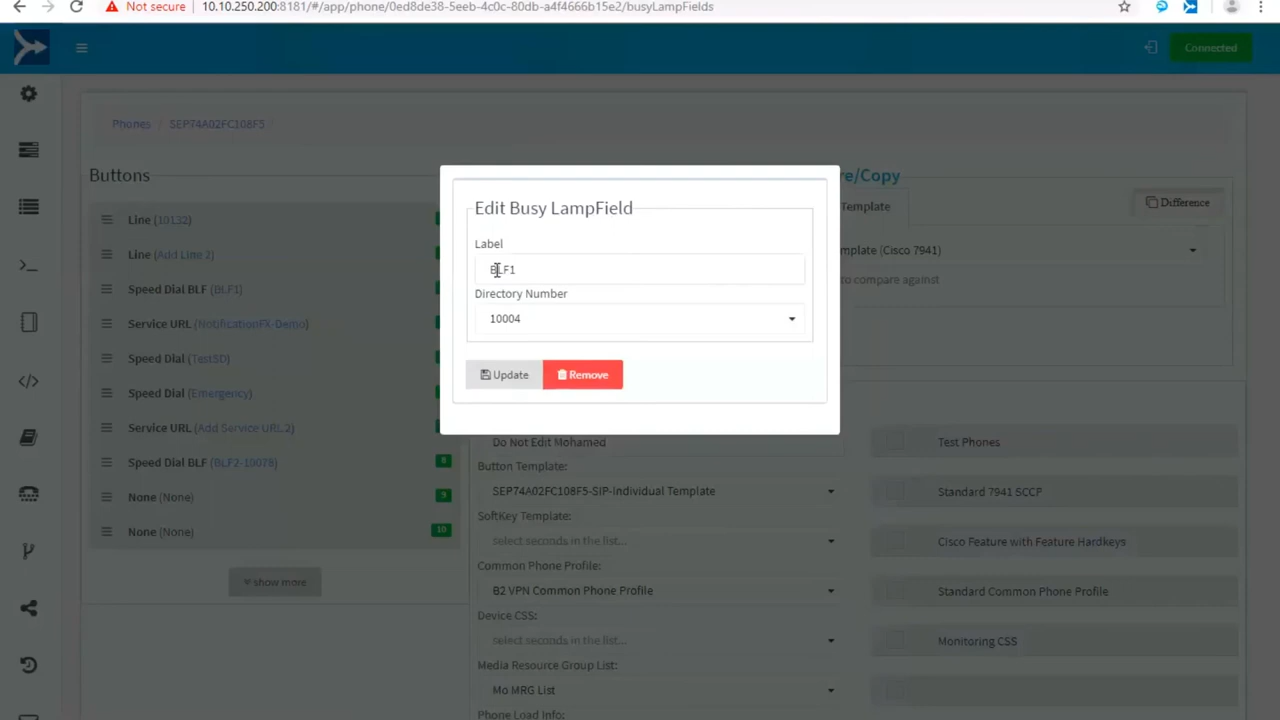 Not secure 10.10.250.200:8181/#/app/phone/0ed8de38-5eeb-4c0c-80db-a4f4666b15e2/busyLampFields
Connected
Phones / SEP74A02FC108F5 /
Buttons
Line (10132)
Line (Add Line 2)
Speed Dial BLF (BLF1)
Service URL (NotificationFX-Demo)
Speed Dial (TestSD)
Speed Dial (Emergency)
Service URL (Add Service URL 2)
Speed Dial BLF (BLF2-10078) 8
None (None) 9
None (None) 10
show more
Edit Busy LampField
Label
BLF1
Directory Number
10004
Update Remove
re/Copy
Template
Difference
mplate (Cisco 7941)
to compare against
Do Not Edit Mohamed
Button Template:
SEP74A02FC108F5-SIP-Individual Template
SoftKey Template:
select seconds in the list...
Common Phone Profile:
B2 VPN Common Phone Profile
Device CSS:
select seconds in the list...
Media Resource Group List:
Mo MRG List
Phone Load Info:
Test Phones
Standard 7941 SCCP
Cisco Feature with Feature Hardkeys
Standard Common Phone Profile
Monitoring CSS